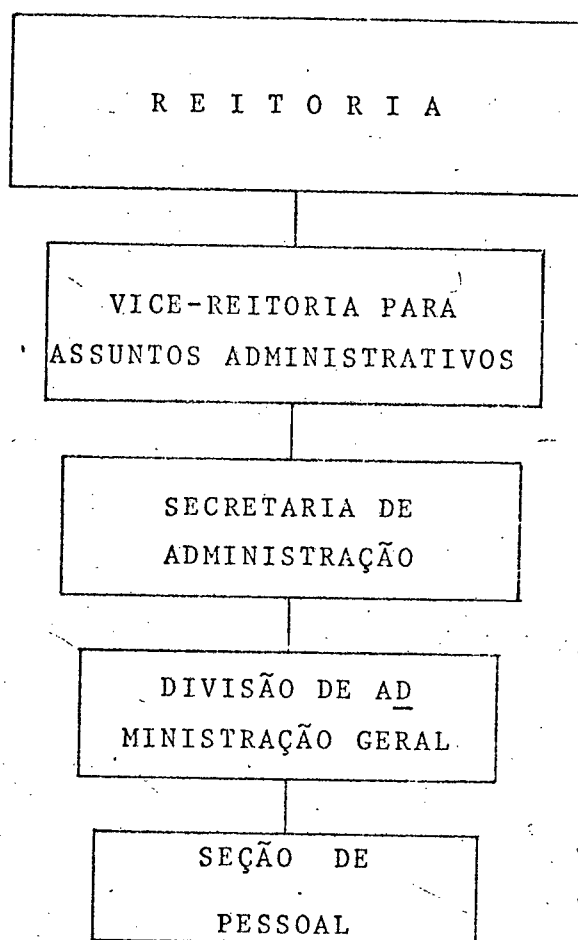 R E I T O R I A
VICE-REITORIA PARA
ASSUNTOS ADMINISTRATIVOS
SECRETARIA DE
ADMINISTRAÇÃO
DIVISÃO DE AD
MINISTRAÇÃO GERAL
SEÇÃO DE
PESSOAL